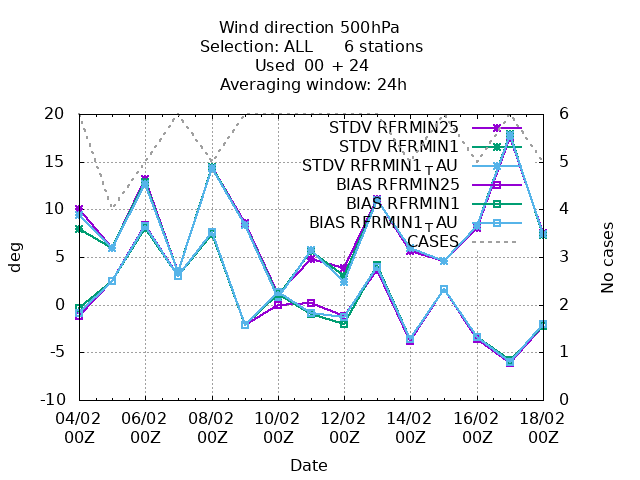 Wind direction 500hPa
Selection: ALL 6 stations
Used 00 + 24
Averaging window: 24h
20
15
10
5
0
-5
-10
deg
6
5
4
3
2
1
0
No cases
STDV RFRMIN25
STDV RFRMIN1
STDV RFRMIN1TAU
BIAS RFRMIN25
BIAS RFRMIN1
BIAS RFRMIN1TAU
CASES
04/02 06/02 08/02 10/02 12/02 14/02 16/02 18/02
00Z 00Z 00Z 00Z 00Z 00Z 00Z 00Z
Date